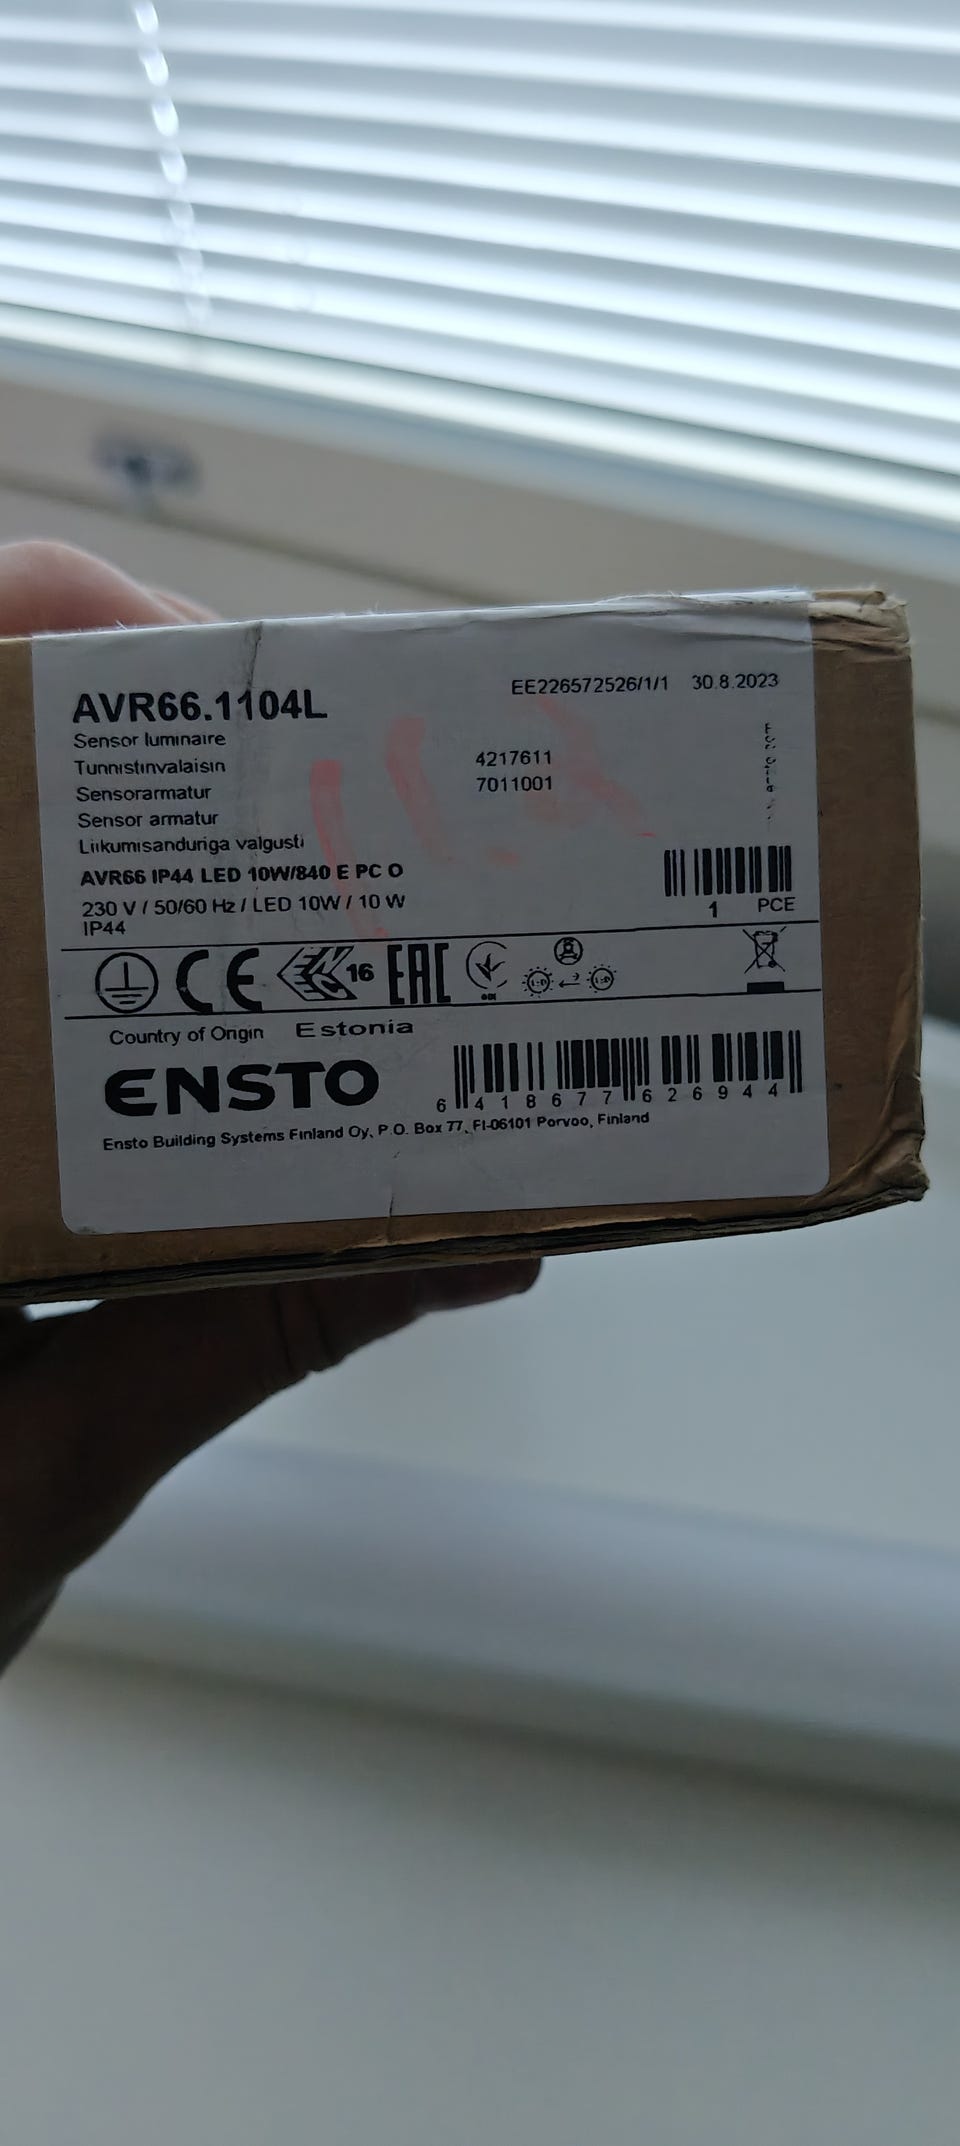 AVR66.1104L
EE226572526/1/1 30.8.2023
Sensor luminaire
Tunnistinvalaisin 4217611
Sensorarmatur 7011001
Sensor armatur
Liikumisanduriga valgusti
AVR66 IP44 LED 10W/840 E PC O
230 V / 50/60 Hz / LED 10W / 10 W
1 PCE
IP44
CE
16
EAC
Country of Origin Estonia
ENSTO
6 418677 626944
Ensto Building Systems Finland Oy, P.O. Box 77, FI-06101 Porvoo, Finland